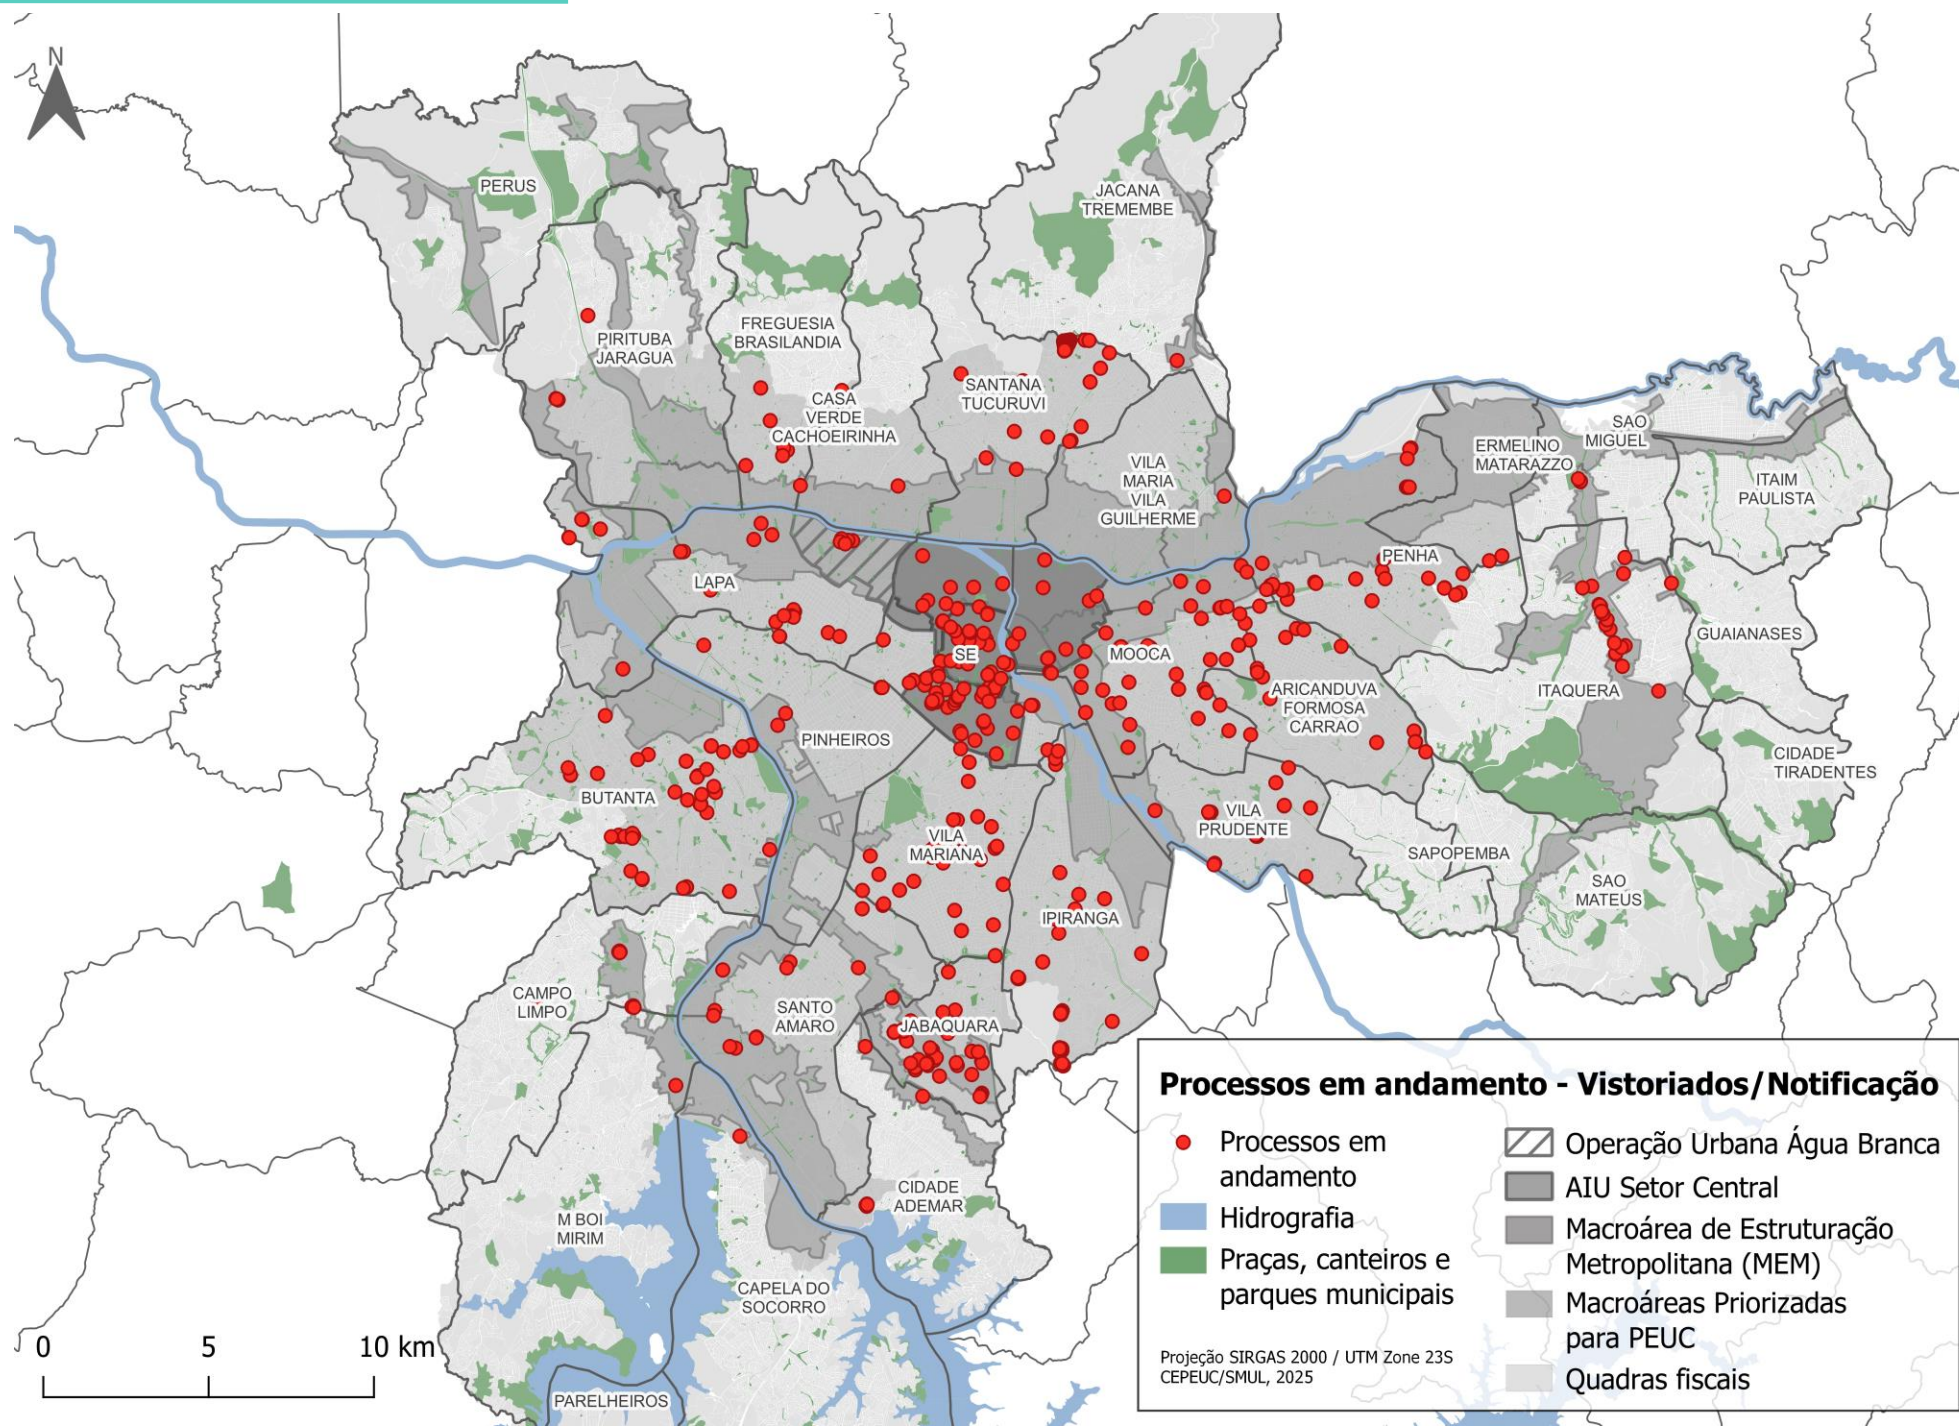 N
PERUS
JACANA
TREMEMBE
PIRITUBA
JARAGUA
FREGUESIA
BRASILANDIA
CASA
VERDE
CACHOEIRINHA
SANTANA
TUCURUVI
VILA
MARIA
VILA
GUILHERME
ERMELINO
MATARAZZO
SAO
MIGUEL
ITAIM
PAULISTA
LAPA
PENHA
SE
MOOCA
GUAIANASES
ITAQUERA
ARICANDUVA
FORMOSA
CARRAO
PINHEIROS
CIDADE
TIRADENTES
BUTANTA
VILA
MARIANA
VILA
PRUDENTE
SAPOPEMBA
SAO
MATEUS
IPIRANGA
CAMPO
LIMPO
SANTO
AMARO
JABAQUARA
CIDADE
ADEMAR
M BOI
MIRIM
CAPELA DO
SOCORRO
PARELHEIROS
0 5 10 km
Processos em andamento - Vistoriados/Notificação
Processos em
andamento
Hidrografia
Praças, canteiros e
parques municipais
Projeção SIRGAS 2000 / UTM Zone 23S
CEPEUC/SMUL, 2025
Operação Urbana Água Branca
AIU Setor Central
Macroárea de Estruturação
Metropolitana (MEM)
Macroáreas Priorizadas
para PEUC
Quadras fiscais